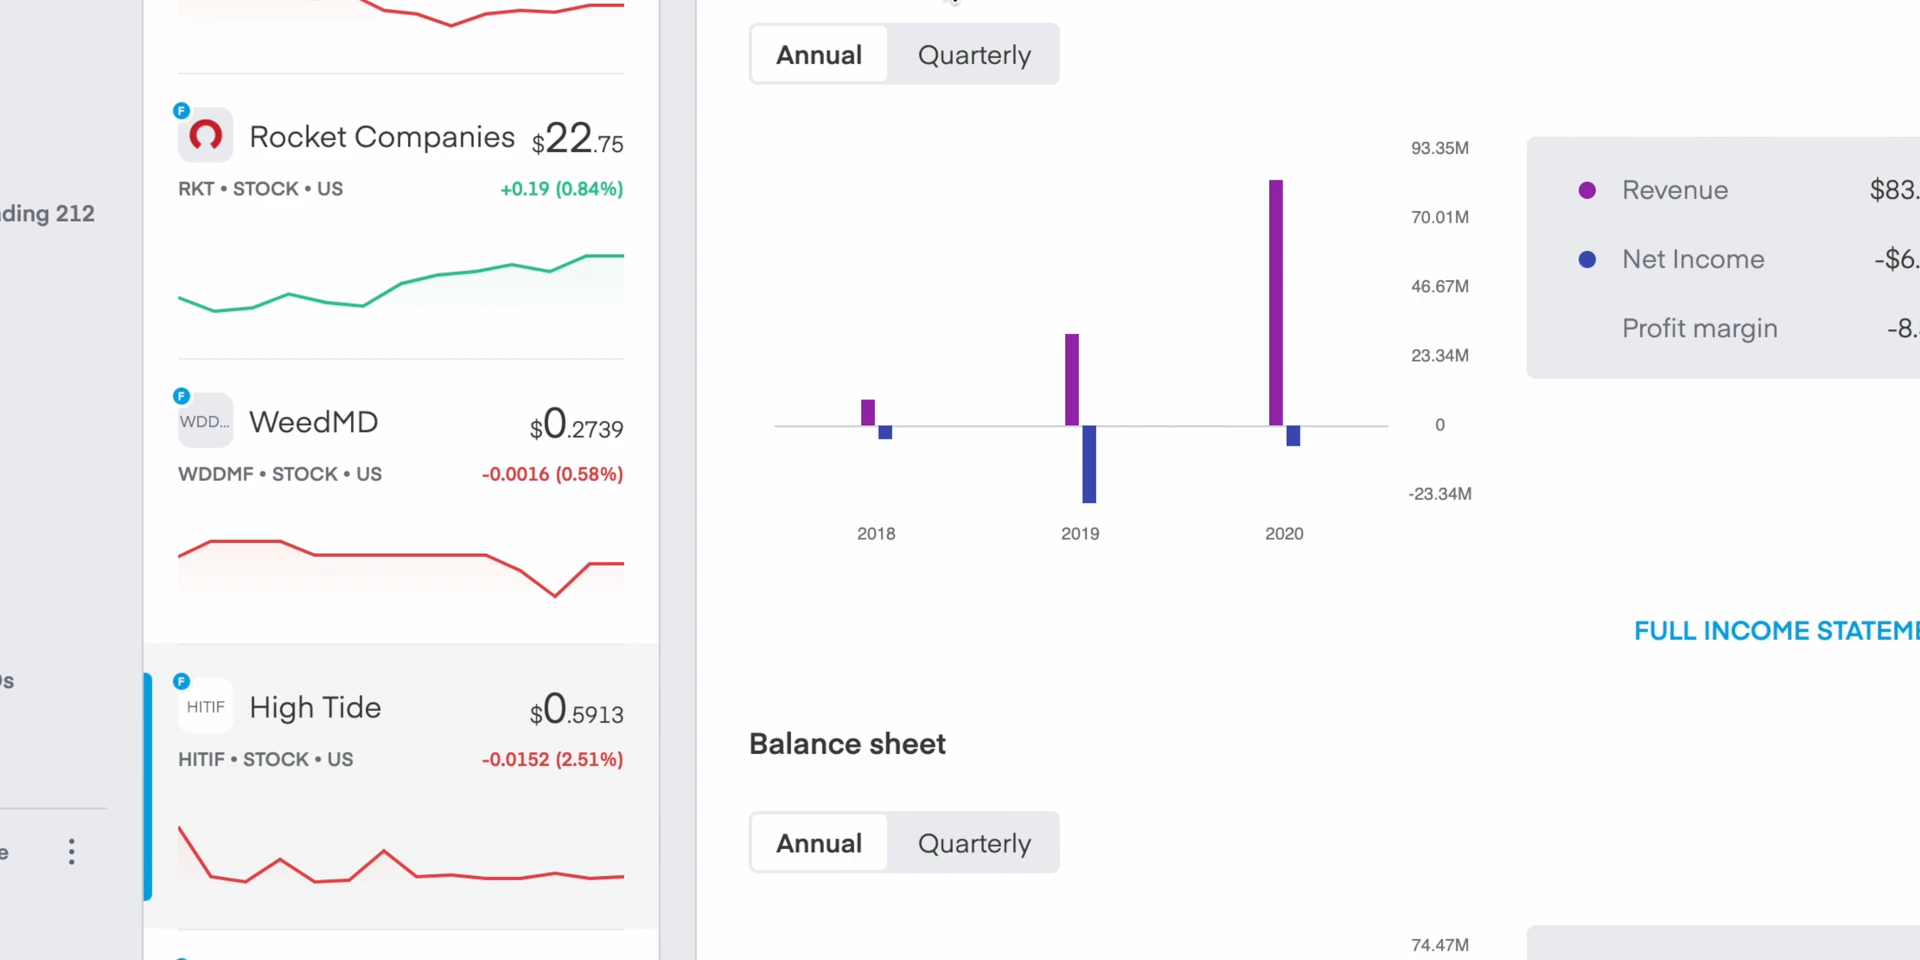 ding 212
F
Rocket Companies $22.75
RKT • STOCK • US +0.19 (0.84%)
F
WDD... WeedMD $0.2739
WDDMF • STOCK • US -0.0016 (0.58%)
F
HITIF High Tide $0.5913
HITIF • STOCK • US -0.0152 (2.51%)
Annual Quarterly
93.35M
70.01M
46.67M
23.34M
0
-23.34M
2018 2019 2020
Revenue $83.
Net Income -$6.
Profit margin -8.
FULL INCOME STATEME
Balance sheet
Annual Quarterly
74.47M